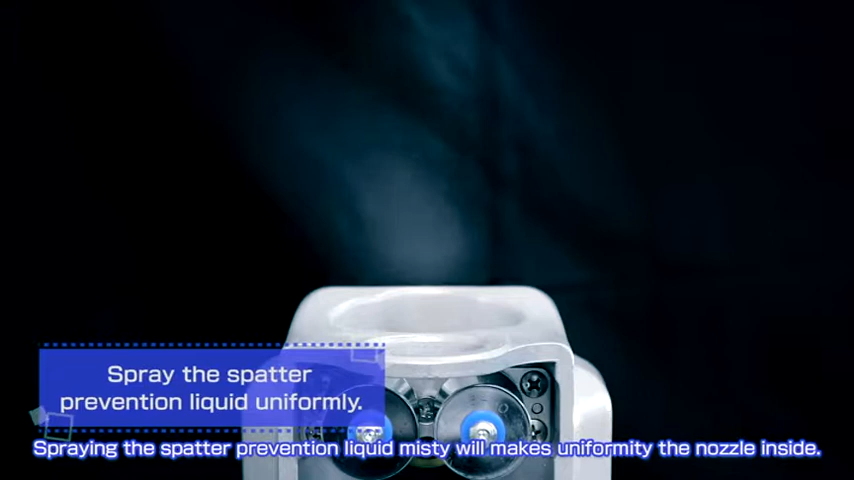 Spray the spatter
prevention liquid uniformly.
Spraying the spatter prevention liquid misty will makes uniformity the nozzle inside.